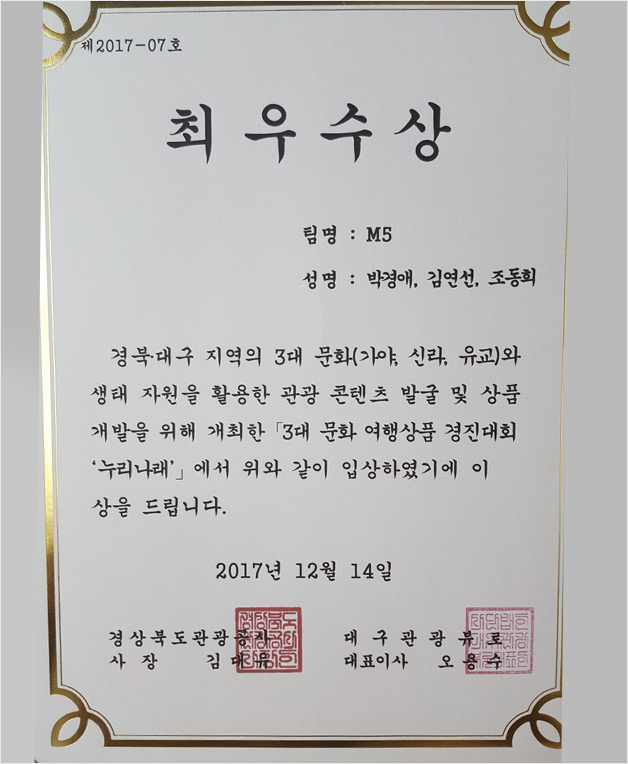 제2017-07호
최우수상
팀명 : M5
성명 : 박경애, 김연선, 조동희
경북·대구 지역의 3대 문화(가야, 신라, 유교)와
생태 자원을 활용한 관광 콘텐츠 발굴 및 상품
개발을 위해 개최한 「3대 문화 여행상품 경진대회
‘누리나래’」에서 위와 같이 입상하였기에 이
상을 드립니다.
2017년 12월 14일
경상북도관광공사 대구관광뷰로
사 장 김대유 대표이사 오용수